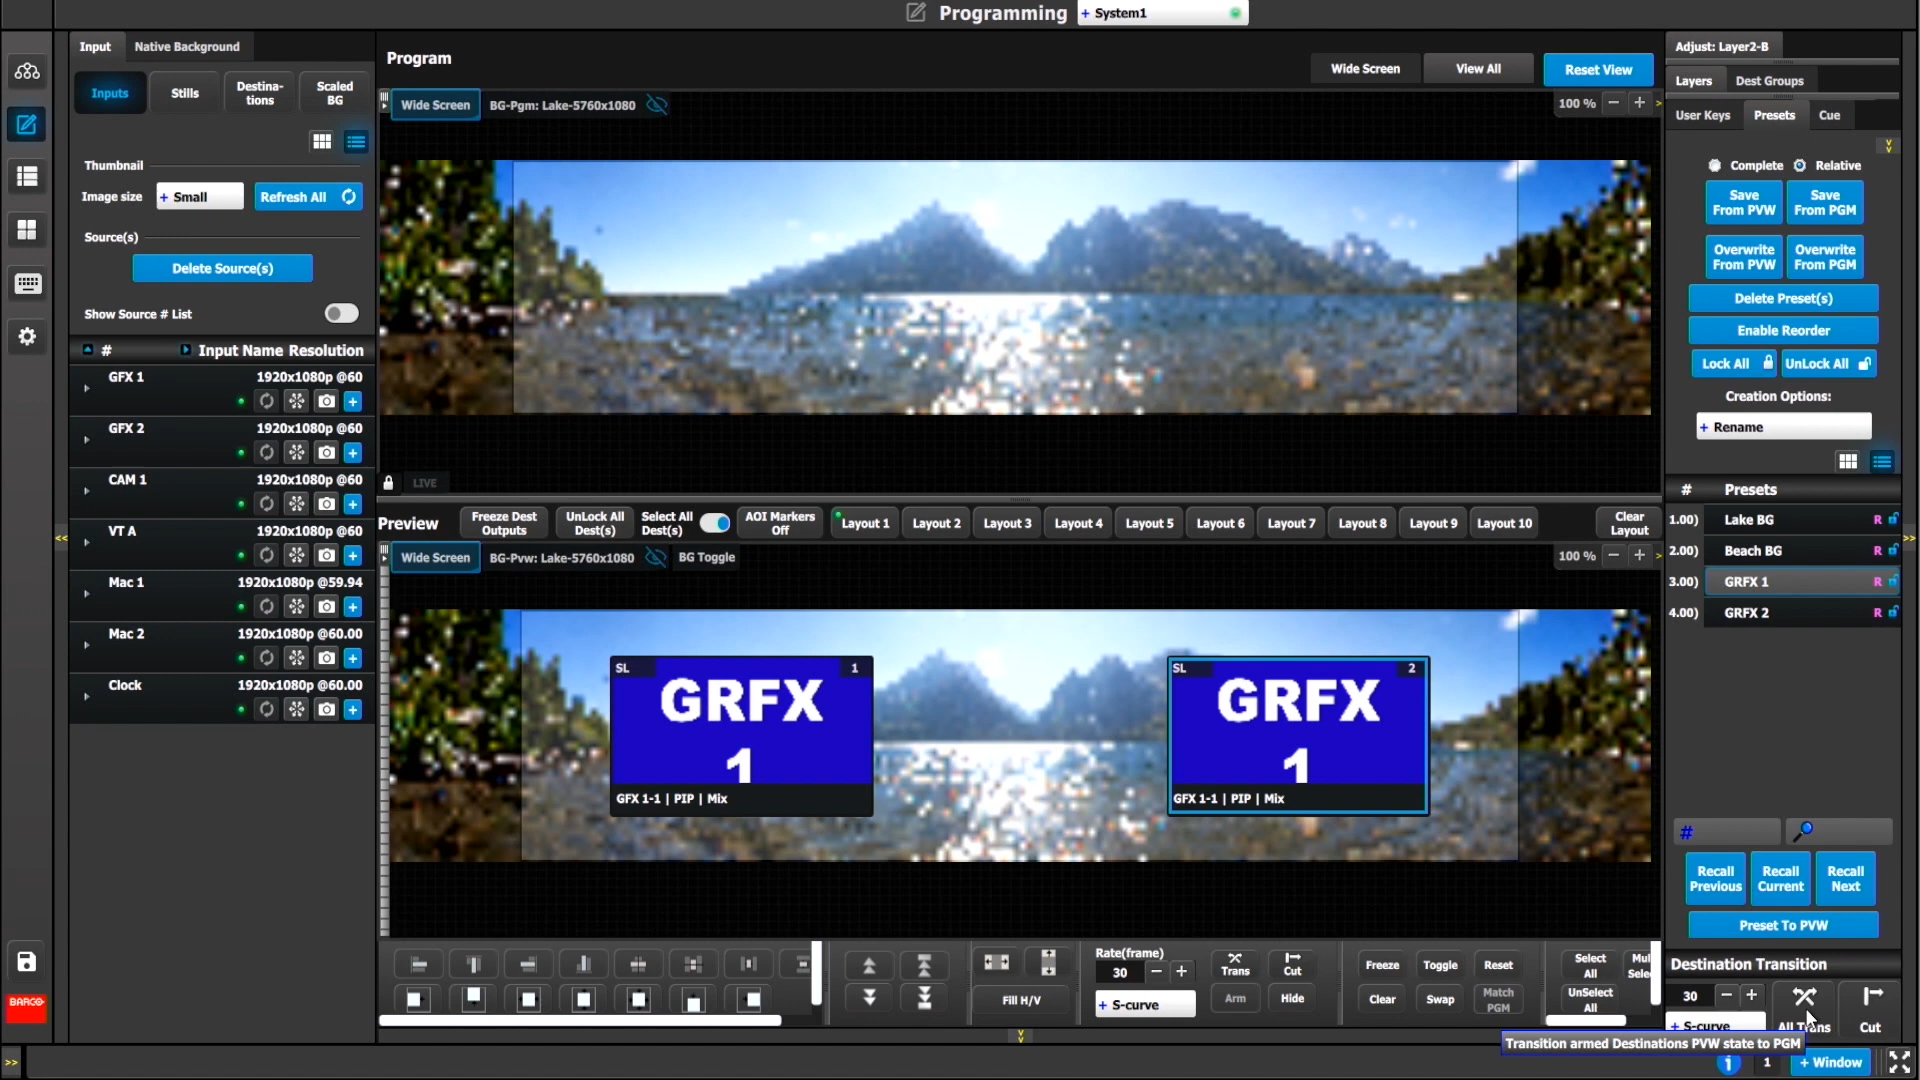 Programming
+ System1
Input
Native Background
Inputs
Stills
Destina-
tions
Scaled
BG
Thumbnail
Image size
+ Small
Refresh All
Source(s)
Delete Source(s)
Show Source # List
#
Input Name Resolution
GFX 1
1920x1080p @60
GFX 2
1920x1080p @60
CAM 1
1920x1080p @60
VT A
1920x1080p @60
Mac 1
1920x1080p @59.94
Mac 2
1920x1080p @60.00
Clock
1920x1080p @60.00
BARCO
Program
Wide Screen
View All
Reset View
Wide Screen
BG-Pgm: Lake-5760x1080
100 %
LIVE
Preview
Freeze Dest
Outputs
UnLock All
Dest(s)
Select All
Dest(s)
AOI Markers
Off
Layout 1
Layout 2
Layout 3
Layout 4
Layout 5
Layout 6
Layout 7
Layout 8
Layout 9
Layout 10
Clear
Layout
Wide Screen
BG-Pvw: Lake-5760x1080
BG Toggle
100 %
SL
1
GRFX
1
GFX 1-1 | PIP | Mix
SL
2
GRFX
1
GFX 1-1 | PIP | Mix
Fill H/V
Rate(frame)
30
+ S-curve
Trans
Cut
Arm
Hide
Freeze
Toggle
Reset
Clear
Swap
Match
PGM
Select
All
Mul
Sele
UnSelect
All
Adjust: Layer2-B
Layers
Dest Groups
User Keys
Presets
Cue
Complete
Relative
Save
From PVW
Save
From PGM
Overwrite
From PVW
Overwrite
From PGM
Delete Preset(s)
Enable Reorder
Lock All
UnLock All
Creation Options:
+ Rename
#
Presets
1.00)
Lake BG
R
2.00)
Beach BG
R
3.00)
GRFX 1
R
4.00)
GRFX 2
R
#
Recall
Previous
Recall
Current
Recall
Next
Preset To PVW
Destination Transition
30
+ S-curve
All Trans
Cut
Transition armed Destinations PVW state to PGM
1
+ Window